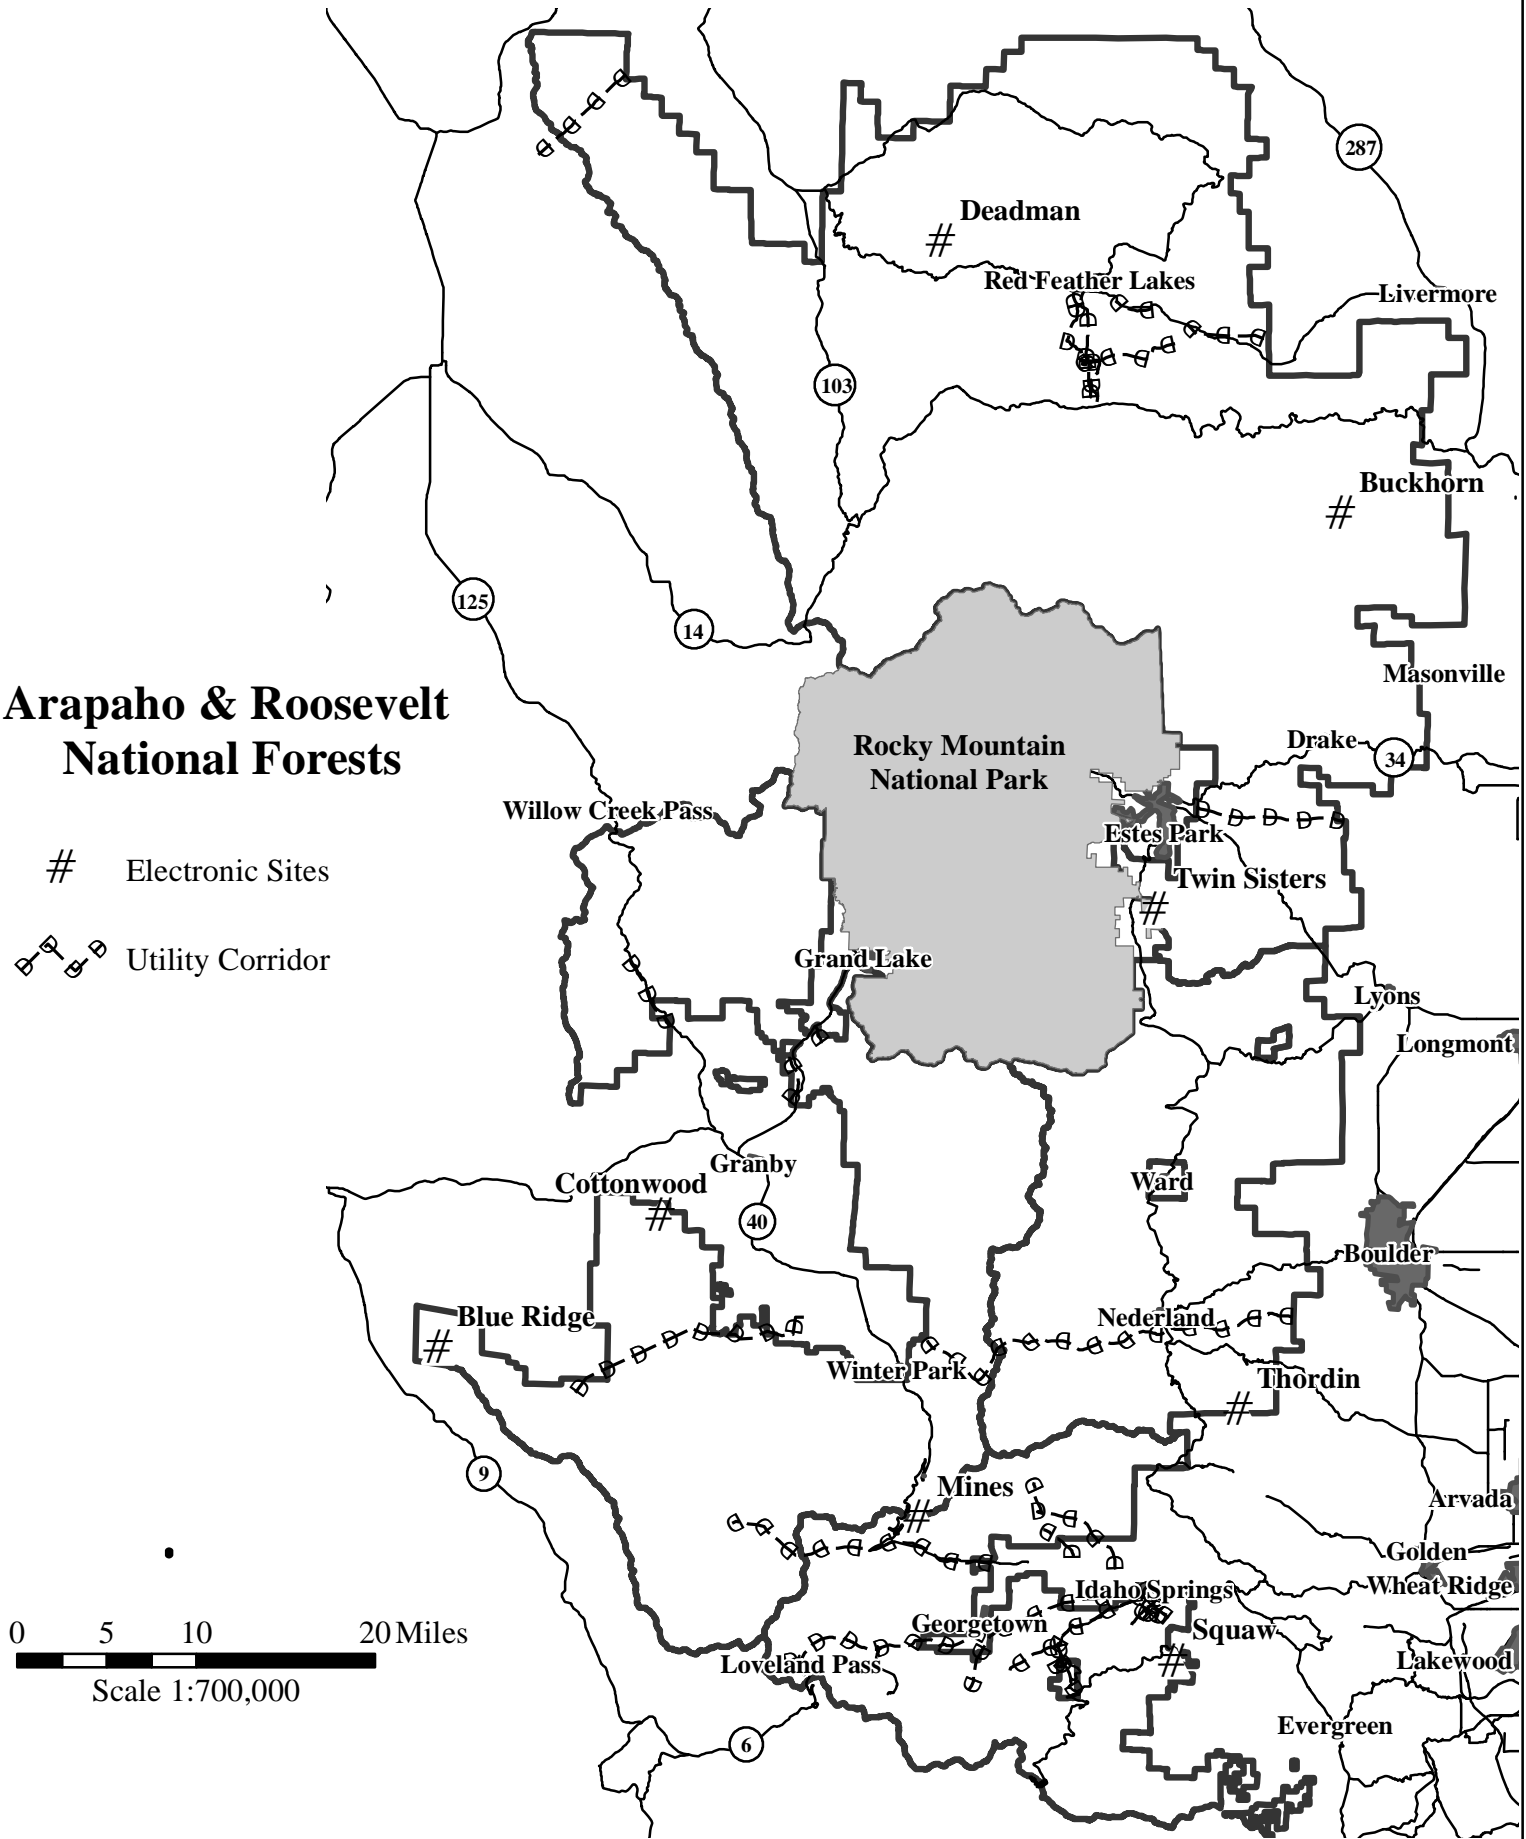 287
Deadman
#
Red Feather Lakes
Livermore
103
Buckhorn
#
125
14
Arapaho & Roosevelt
National Forests
Masonville
Rocky Mountain
National Park
Drake
34
Willow Creek Pass
Estes Park
# Electronic Sites
Twin Sisters
#
Utility Corridor
Grand Lake
Lyons
Longmont
Granby
Cottonwood
#
Ward
40
Boulder
Blue Ridge
#
Nederland
Winter Park
Thordin
#
9
Mines
#
Arvada
Golden
Wheat Ridge
Idaho Springs
Georgetown
Squaw
#
0 5 10 20 Miles
Scale 1:700,000
Loveland Pass
Lakewood
Evergreen
6